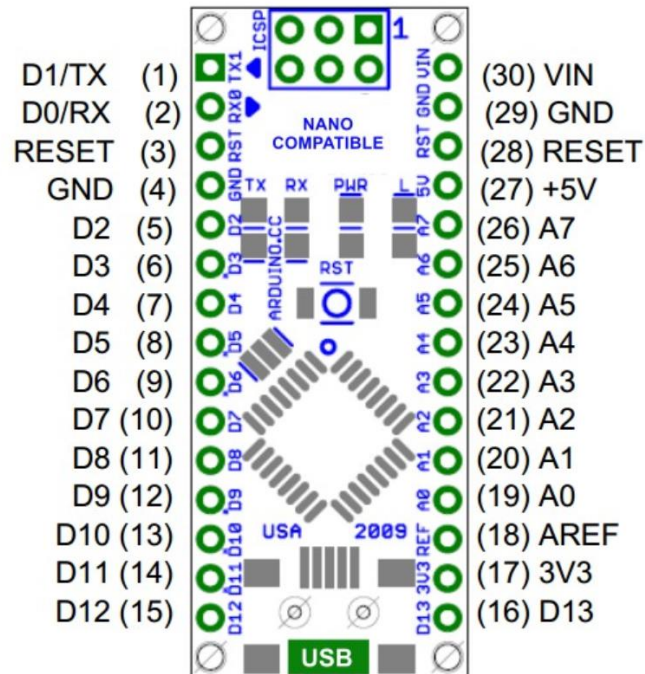 ICSP
1
D1/TX (1)
TX1
VIN
(30) VIN
D0/RX (2)
RX0
GND
(29) GND
RESET (3)
RST
NANO
COMPATIBLE
RST
(28) RESET
GND (4)
GND
TX RX PWR L
5V
(27) +5V
D2 (5)
D2
A7
(26) A7
D3 (6)
D3
ARDUINO.CC
RST
A6
(25) A6
D4 (7)
D4
A5
(24) A5
D5 (8)
D5
A4
(23) A4
D6 (9)
D6
A3
(22) A3
D7 (10)
D7
A2
(21) A2
D8 (11)
D8
A1
(20) A1
D9 (12)
D9
A0
(19) A0
D10 (13)
D10
USA 2009
REF
(18) AREF
D11 (14)
D11
3V3
(17) 3V3
D12 (15)
D12
D13
(16) D13
USB